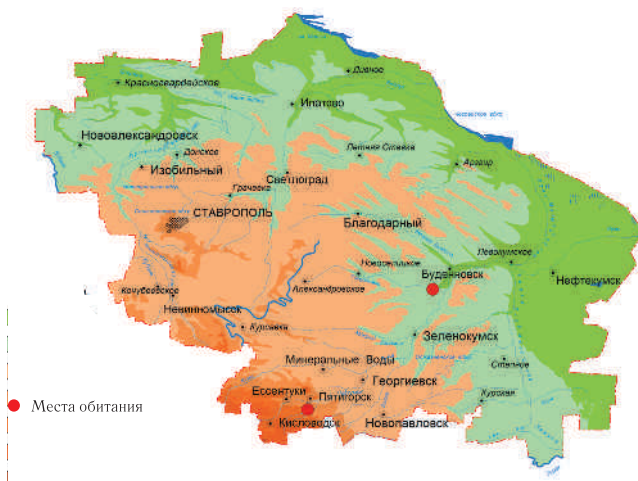 Дивное
Красногвардейское
Ипатово
Новоалександровск
Донское
Летняя Ставка
Изобильный
Светлоград
Арзгир
Грачевка
СТАВРОПОЛЬ
Благодарный
Левокумское
Новоселицкое
Буденновск
Нефтекумск
Кочубеевское
Александровское
Невинномысск
Курсавка
Зеленокумск
Минеральные Воды
Степное
Георгиевск
Ессентуки
Пятигорск
Курская
Места обитания
Кисловодск
Новопавловск